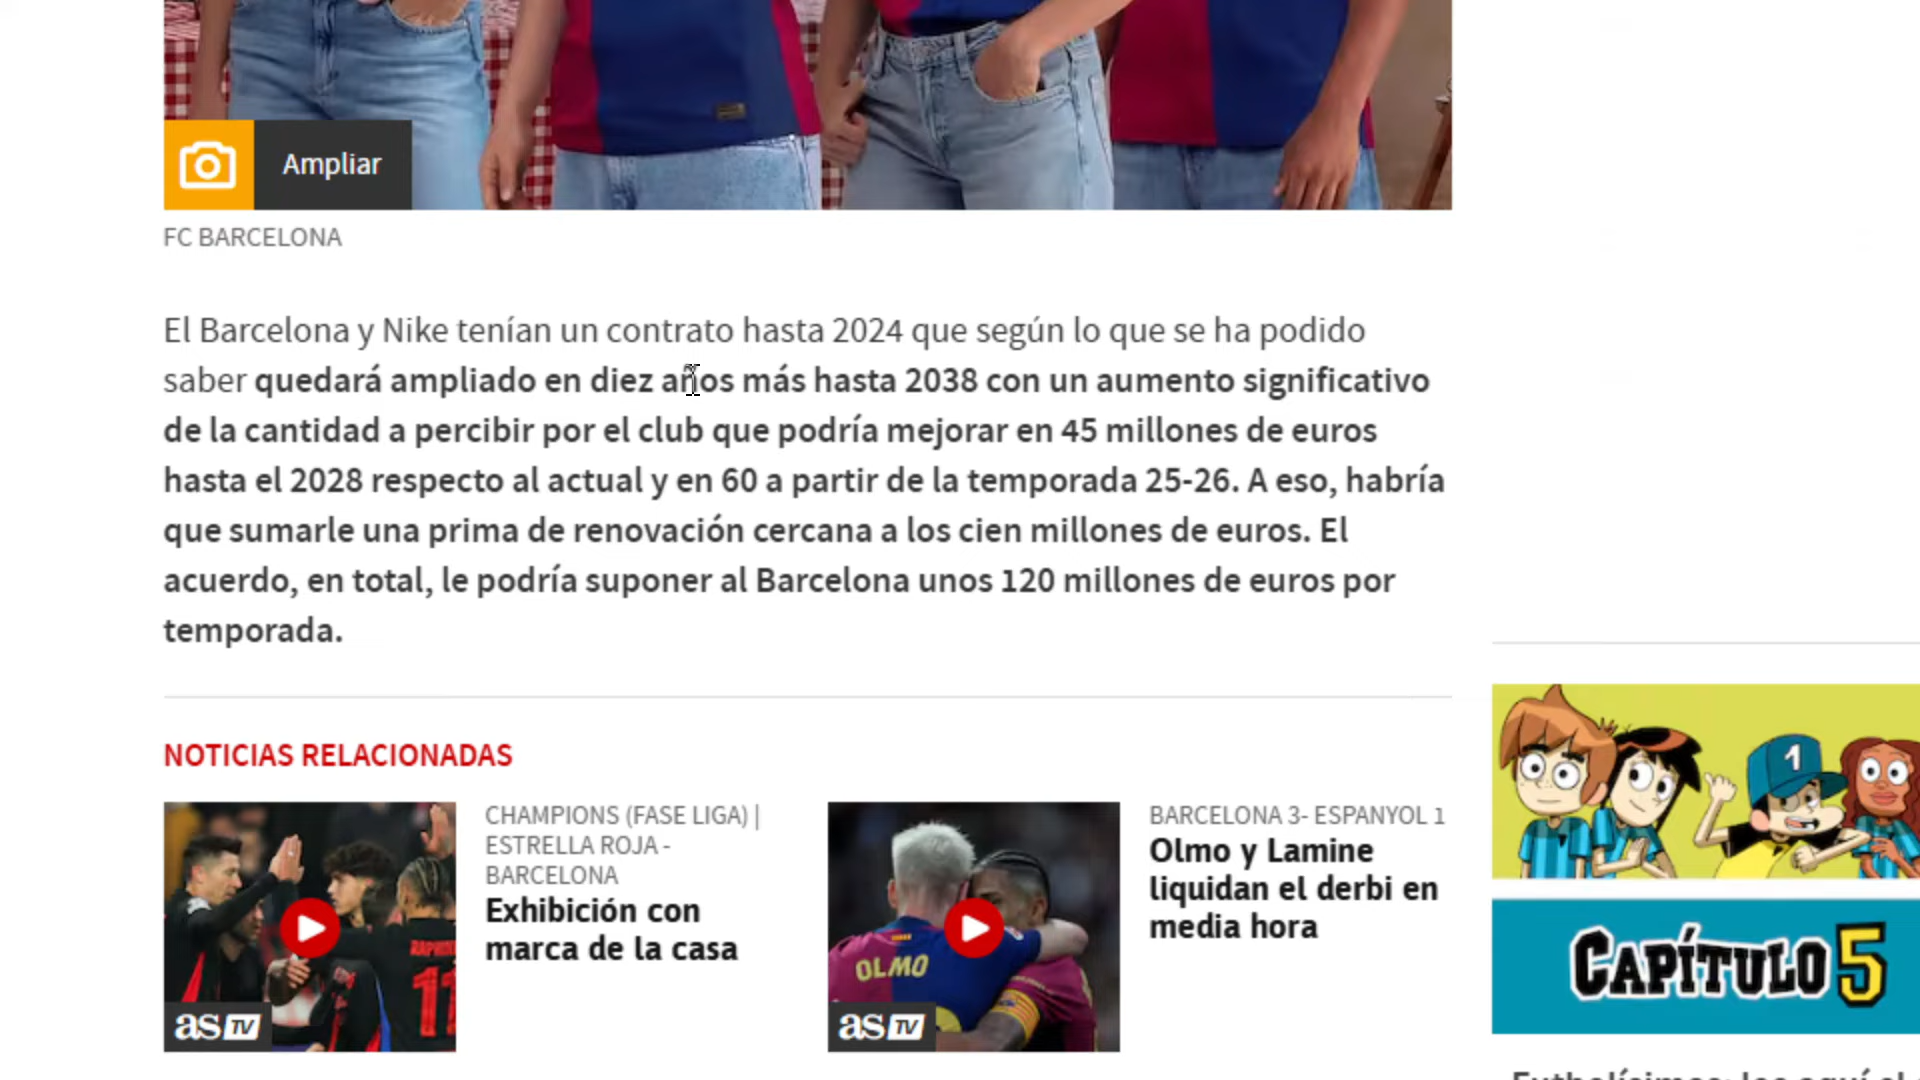 Ampliar
FC BARCELONA
El Barcelona y Nike tenían un contrato hasta 2024 que según lo que se ha podido
saber quedará ampliado en diez años más hasta 2038 con un aumento significativo
de la cantidad a percibir por el club que podría mejorar en 45 millones de euros
hasta el 2028 respecto al actual y en 60 a partir de la temporada 25-26. A eso, habría
que sumarle una prima de renovación cercana a los cien millones de euros. El
acuerdo, en total, le podría suponer al Barcelona unos 120 millones de euros por
temporada.
NOTICIAS RELACIONADAS
CHAMPIONS (FASE LIGA) |
ESTRELLA ROJA -
BARCELONA
Exhibición con
marca de la casa
11
as TV
BARCELONA 3- ESPANYOL 1
Olmo y Lamine
liquidan el derbi en
media hora
OLMO
as TV
1
CAPÍTULO 5